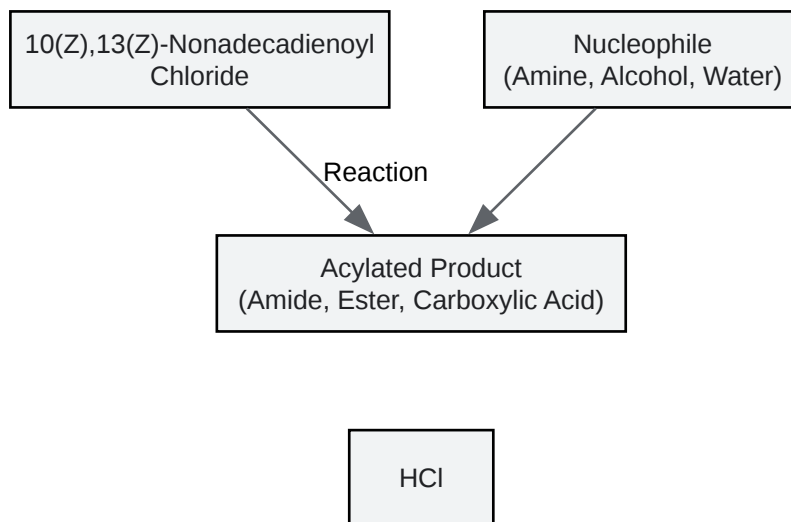 10(Z),13(Z)-Nonadecadienoyl
Chloride
Nucleophile
(Amine, Alcohol, Water)
Reaction
Acylated Product
(Amide, Ester, Carboxylic Acid)
HCl